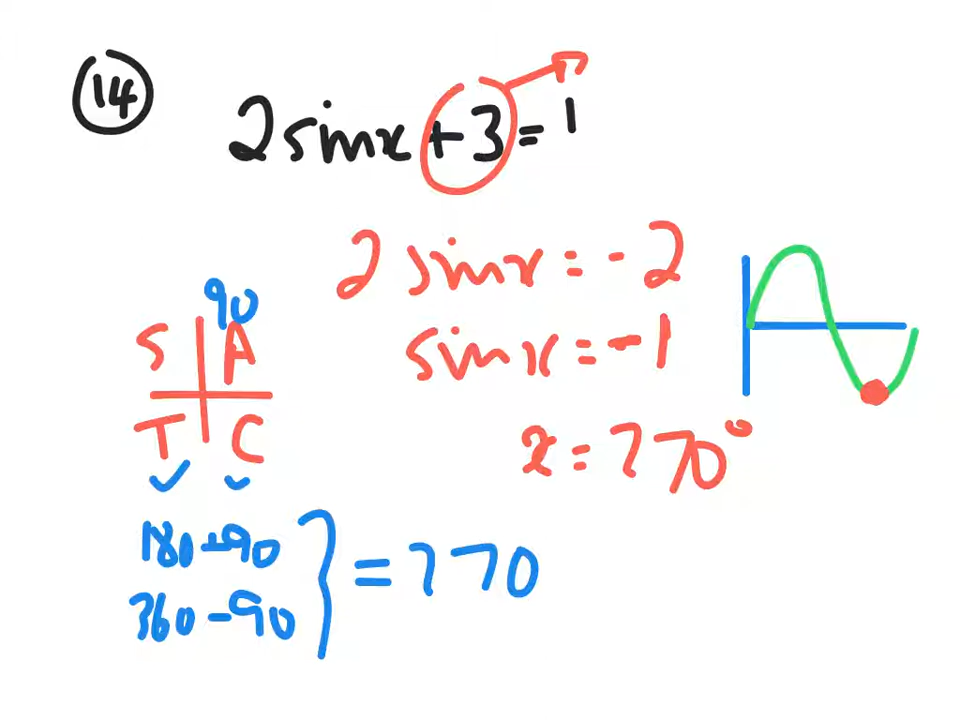 14
2sinx+3=1
2sinx=-2
sinx=-1
x=270°
90
S A
T C
180+90
360-90
=270